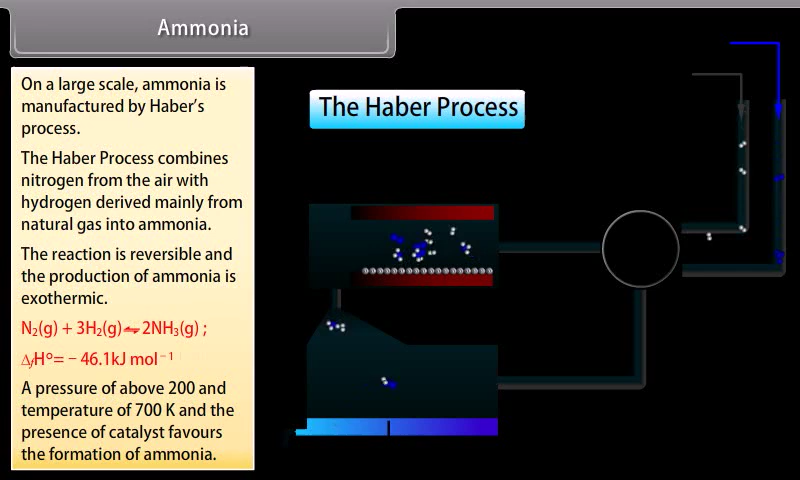 Ammonia
On a large scale, ammonia is
manufactured by Haber's
process.
The Haber Process combines
nitrogen from the air with
hydrogen derived mainly from
natural gas into ammonia.
The reaction is reversible and
the production of ammonia is
exothermic.
N₂(g) + 3H₂(g) ⇋ 2NH₃(g) ;
ΔfH°= − 46.1kJ mol⁻¹
A pressure of above 200 and
temperature of 700 K and the
presence of catalyst favours
the formation of ammonia.
The Haber Process